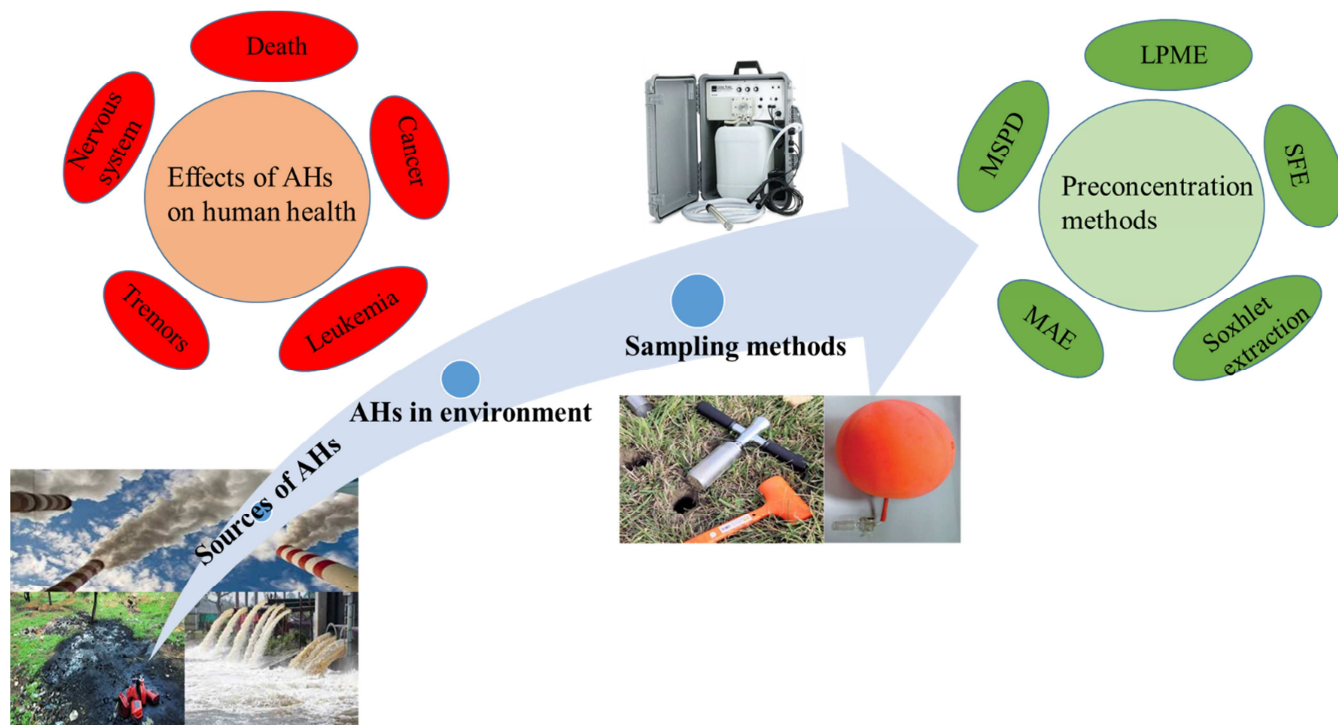 Death
Nervous
system
Cancer
Effects of AHs
on human health
Tremors
Leukemia
LPME
MSPD
SFE
Preconcentration
methods
MAE
Soxhlet
extraction
Sampling methods
AHs in environment
Sources of AHs